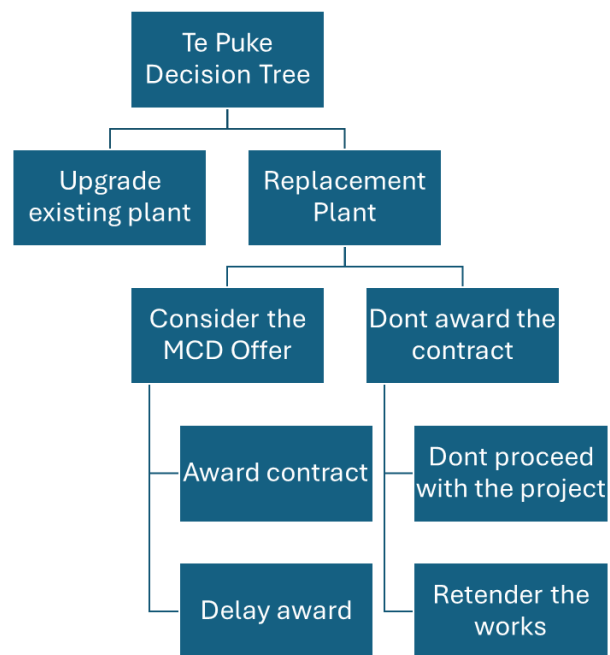 Te Puke
Decision Tree
Upgrade
existing plant
Replacement
Plant
Consider the
MCD Offer
Dont award the
contract
Award contract
Delay award
Dont proceed
with the project
Retender the
works